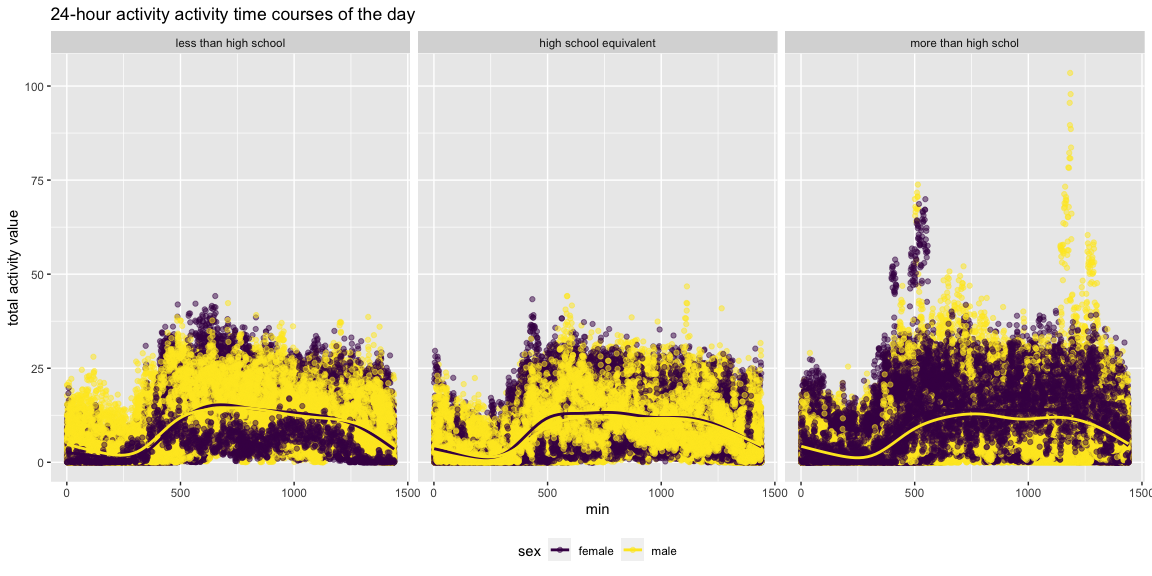 24-hour activity activity time courses of the day
less than high school
high school equivalent
more than high schol
total activity value
100
75
50
25
0
0 500 1000 1500
0 500 1000 1500
0 500 1000 1500
min
sex female male